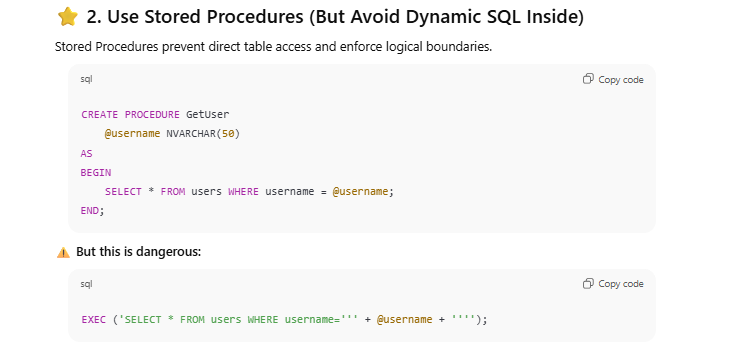 ⭐ 2. Use Stored Procedures (But Avoid Dynamic SQL Inside)
Stored Procedures prevent direct table access and enforce logical boundaries.
sql
Copy code
CREATE PROCEDURE GetUser
@username NVARCHAR(50)
AS
BEGIN
SELECT * FROM users WHERE username = @username;
END;
⚠️ But this is dangerous:
sql
Copy code
EXEC ('SELECT * FROM users WHERE username=''' + @username + '''');